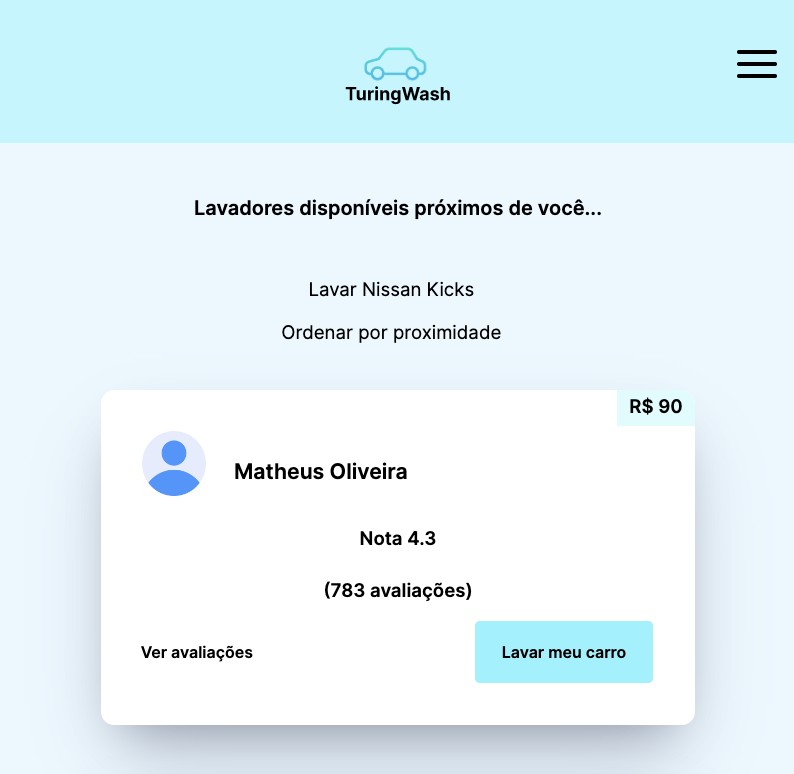 TuringWash
Lavadores disponíveis próximos de você...
Lavar Nissan Kicks
Ordenar por proximidade
R$ 90
Matheus Oliveira
Nota 4.3
(783 avaliações)
Ver avaliações
Lavar meu carro